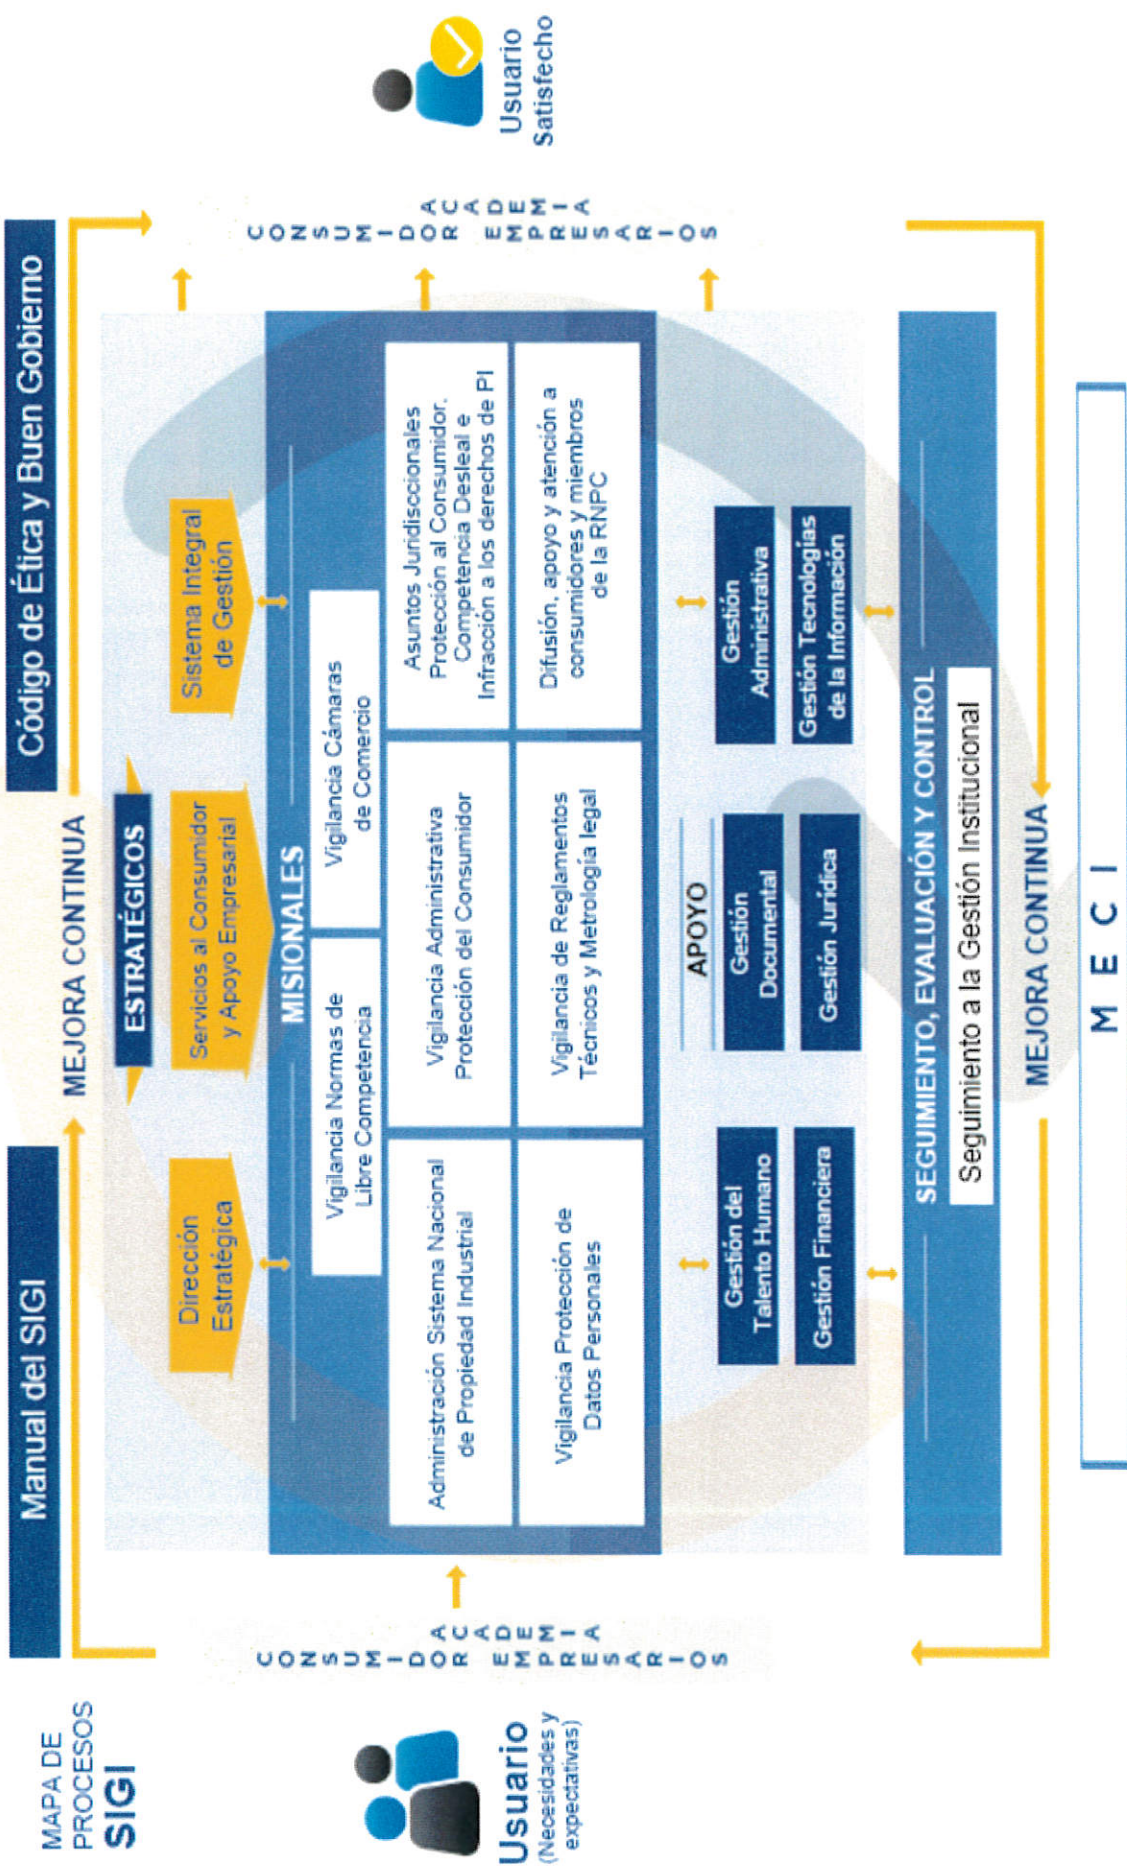 MAPA DE
PROCESOS
SIGI
Manual del SIGI
Código de Ética y Buen Gobierno
MEJORA CONTINUA
ESTRATÉGICOS
Dirección
Estratégica
Servicios al Consumidor
y Apoyo Empresarial
Sistema Integral
de Gestión
MISIONALES
Vigilancia Normas de
Libre Competencia
Vigilancia Cámaras
de Comercio
Administración Sistema Nacional
de Propiedad Industrial
Vigilancia Administrativa
Protección del Consumidor
Asuntos Juridisccionales
Protección al Consumidor.
Competencia Desleal e
Infracción a los derechos de PI
Vigilancia Protección de
Datos Personales
Vigilancia de Reglamentos
Técnicos y Metrología legal
Difusión, apoyo y atención a
consumidores y miembros
de la RNPC
APOYO
Gestión del
Talento Humano
Gestión
Documental
Gestión
Administrativa
Gestión Financiera
Gestión Jurídica
Gestión Tecnologías
de la Información
SEGUIMIENTO, EVALUACIÓN Y CONTROL
Seguimiento a la Gestión Institucional
MEJORA CONTINUA
M E C I
Usuario
(Necesidades y
expectativas)
CONSUMIDOR EMPRESARIOS
ACADEMIA
CONSUMIDOR EMPRESARIOS
ACADEMIA
Usuario
Satisfecho